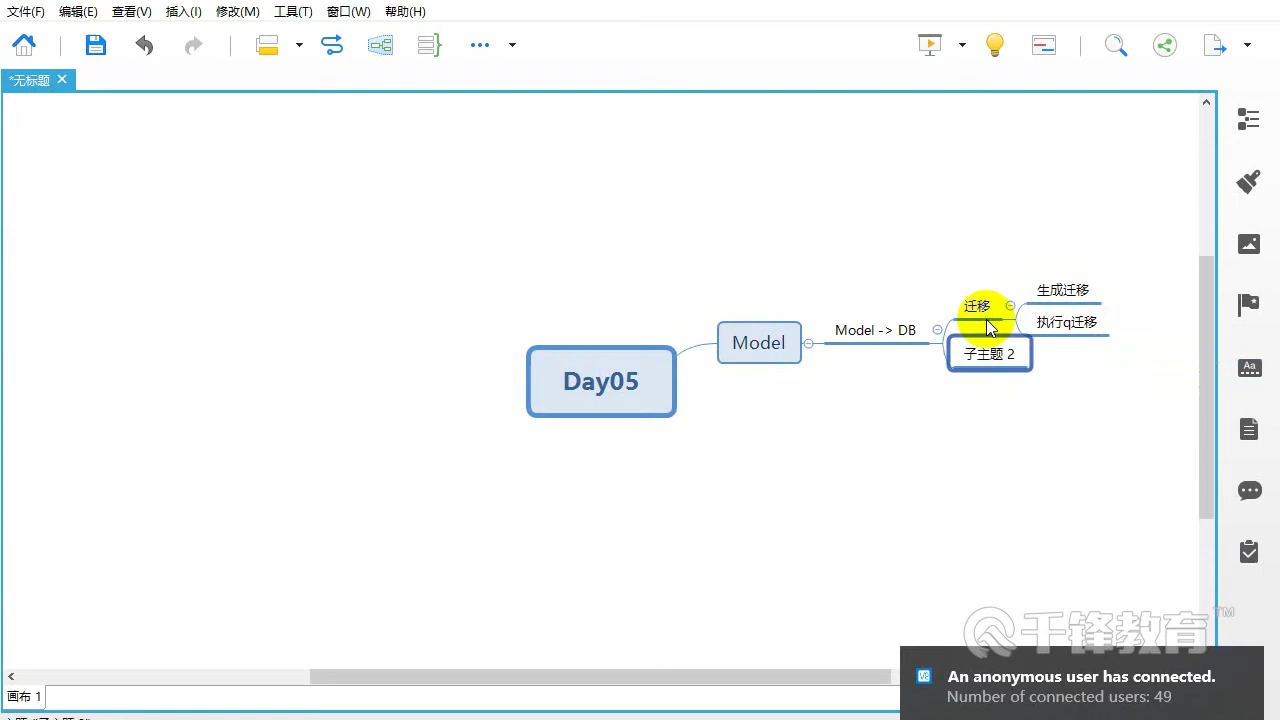 文件(F) 编辑(E) 查看(V) 插入(I) 修改(M) 工具(T) 窗口(W) 帮助(H)
*无标题
生成迁移
迁移
执行q迁移
Model -> DB
Model
子主题 2
Day05
Aa
千锋教育 TM
An anonymous user has connected.
Number of connected users: 49
画布 1